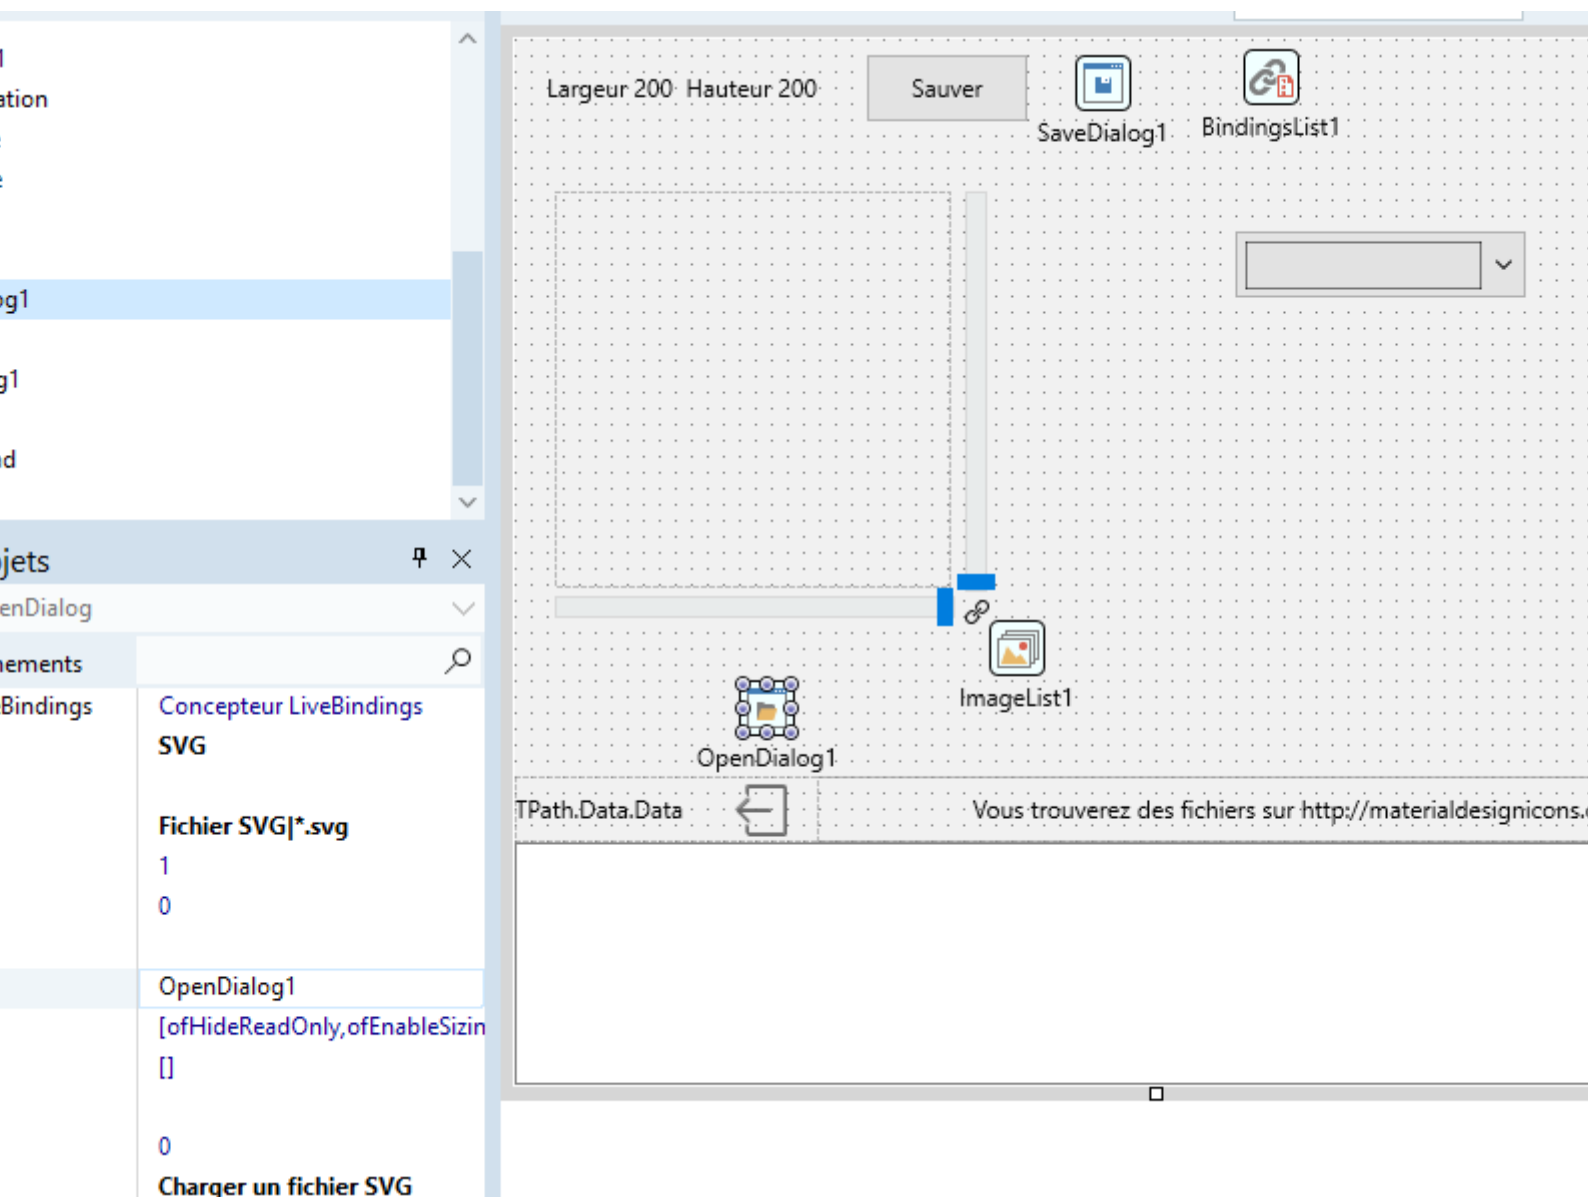 1
ation
e
og1
g1
nd
jets
enDialog
nements
Bindings
Concepteur LiveBindings
SVG
Fichier SVG|*.svg
1
0
OpenDialog1
[ofHideReadOnly,ofEnableSizin
[]
0
Charger un fichier SVG
Largeur 200 Hauteur 200
Sauver
SaveDialog1
BindingsList1
ImageList1
OpenDialog1
TPath.Data.Data
Vous trouverez des fichiers sur http://materialdesignicons.